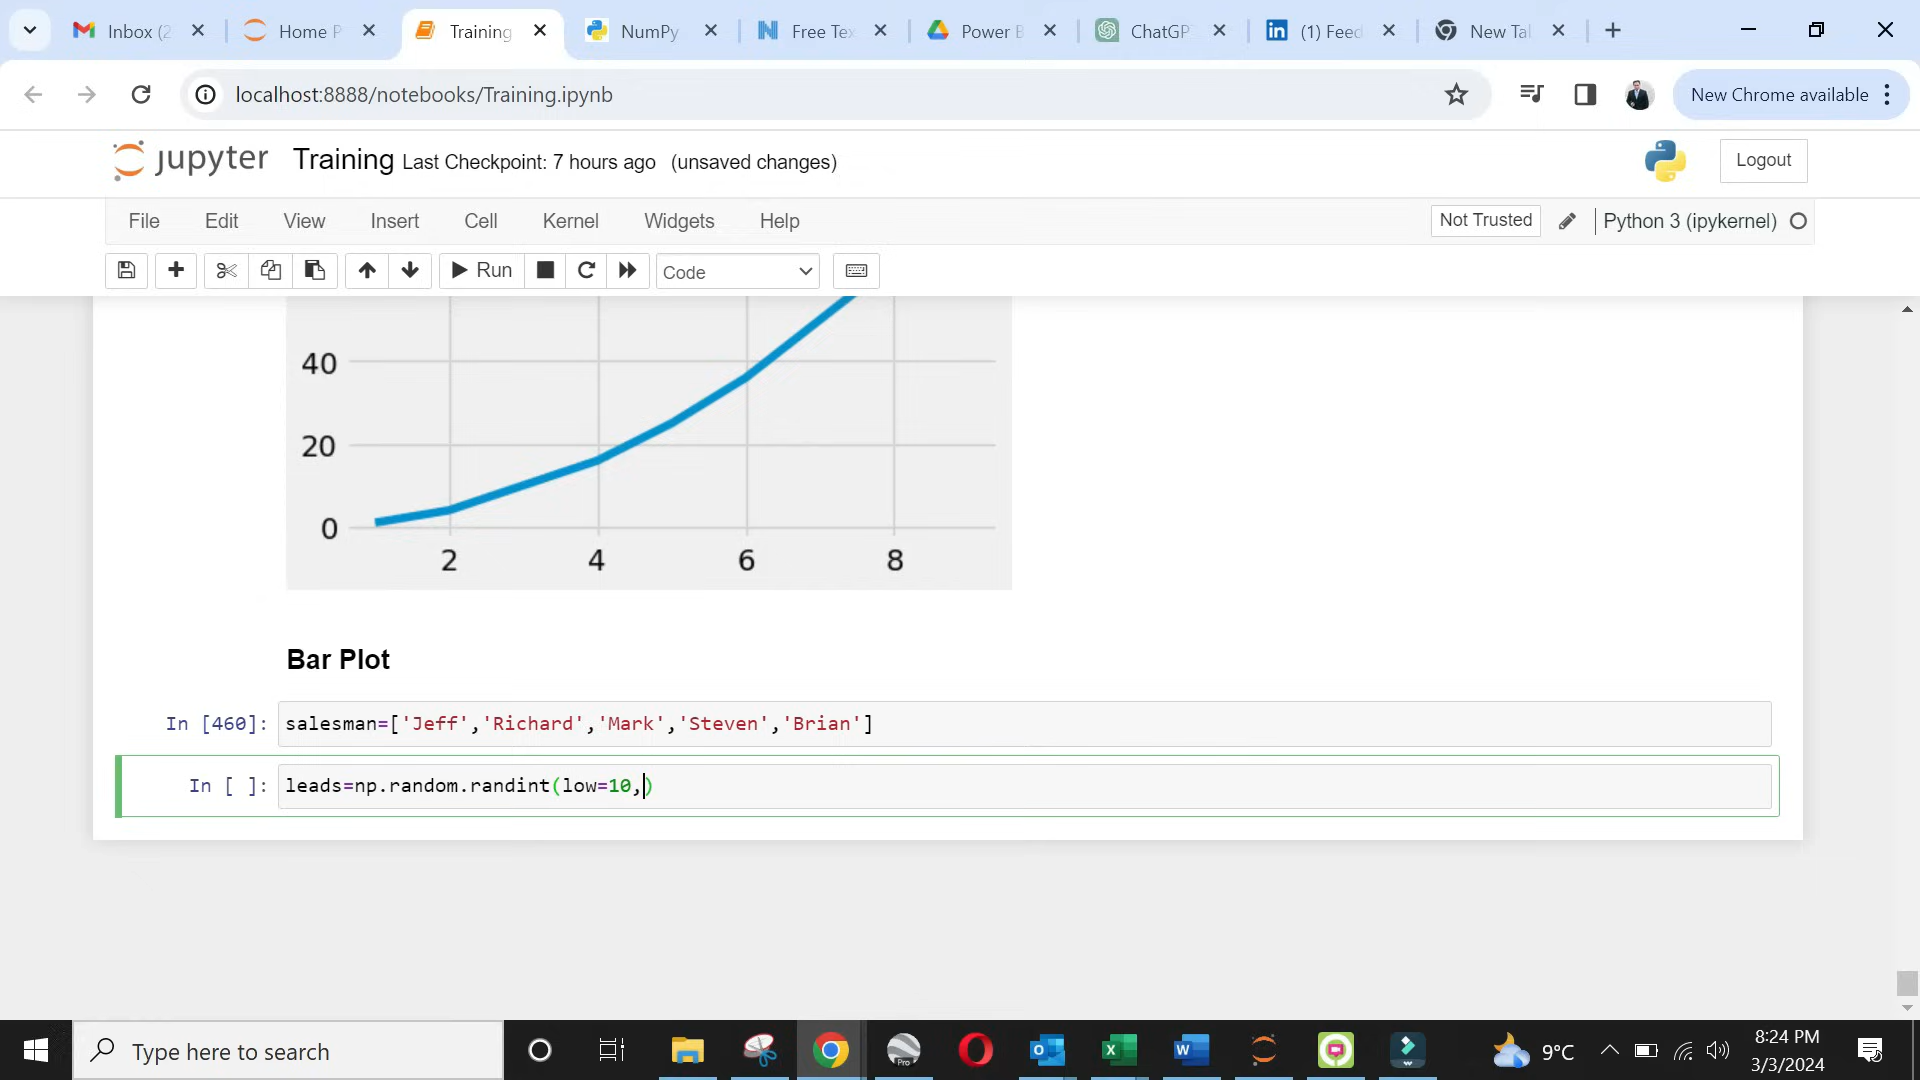 Inbox (2
Home P
Training
NumPy
Free Tex
Power B
ChatGP
(1) Feed
New Tal
localhost:8888/notebooks/Training.ipynb
New Chrome available
jupyter Training Last Checkpoint: 7 hours ago (unsaved changes)
Logout
File Edit View Insert Cell Kernel Widgets Help
Not Trusted
Python 3 (ipykernel)
Run
Code
40
20
0
2 4 6 8
Bar Plot
In [460]: salesman=['Jeff','Richard','Mark','Steven','Brian']
In [ ]: leads=np.random.randint(low=10,)
Type here to search
9°C
8:24 PM
3/3/2024